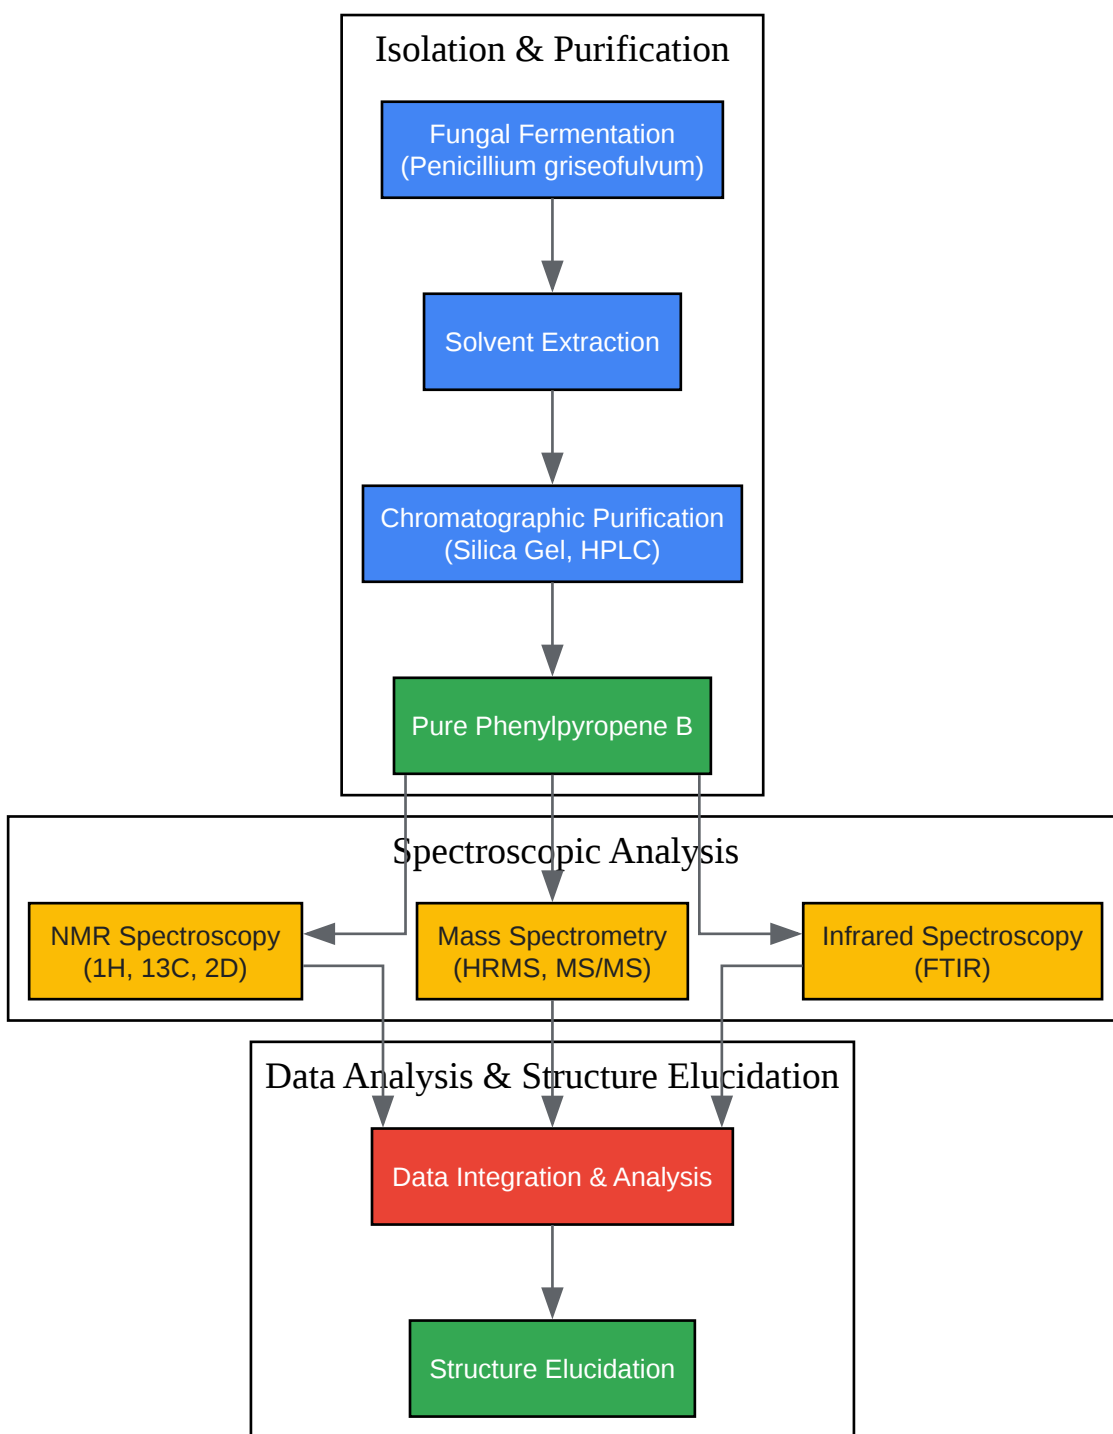 Isolation & Purification
Fungal Fermentation
(Penicillium griseofulvum)
Solvent Extraction
Chromatographic Purification
(Silica Gel, HPLC)
Pure Phenylpyropene B
Spectroscopic Analysis
NMR Spectroscopy
(1H, 13C, 2D)
Mass Spectrometry
(HRMS, MS/MS)
Infrared Spectroscopy
(FTIR)
Data Analysis & Structure Elucidation
Data Integration & Analysis
Structure Elucidation